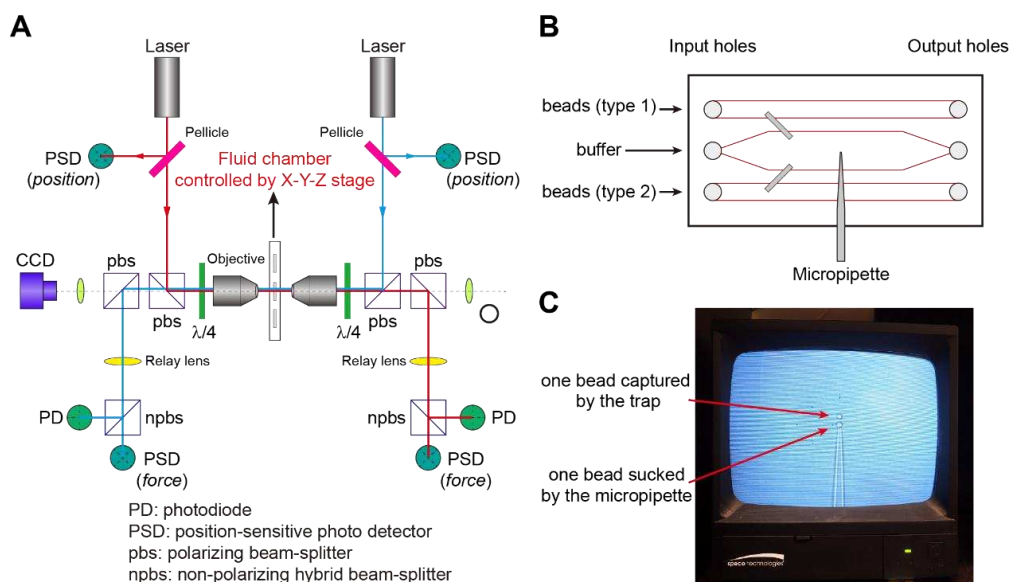 A
Laser
Laser
Pellicle
Pellicle
PSD
(position)
PSD
(position)
Fluid chamber
controlled by X-Y-Z stage
CCD
pbs
pbs
Objective
pbs
pbs
λ/4
λ/4
Relay lens
Relay lens
PD
npbs
npbs
PD
PSD
(force)
PSD
(force)
PD: photodiode
PSD: position-sensitive photo detector
pbs: polarizing beam-splitter
npbs: non-polarizing hybrid beam-splitter
B
Input holes
Output holes
beads (type 1)
buffer
beads (type 2)
Micropipette
C
one bead captured
by the trap
one bead sucked
by the micropipette
speco technologies